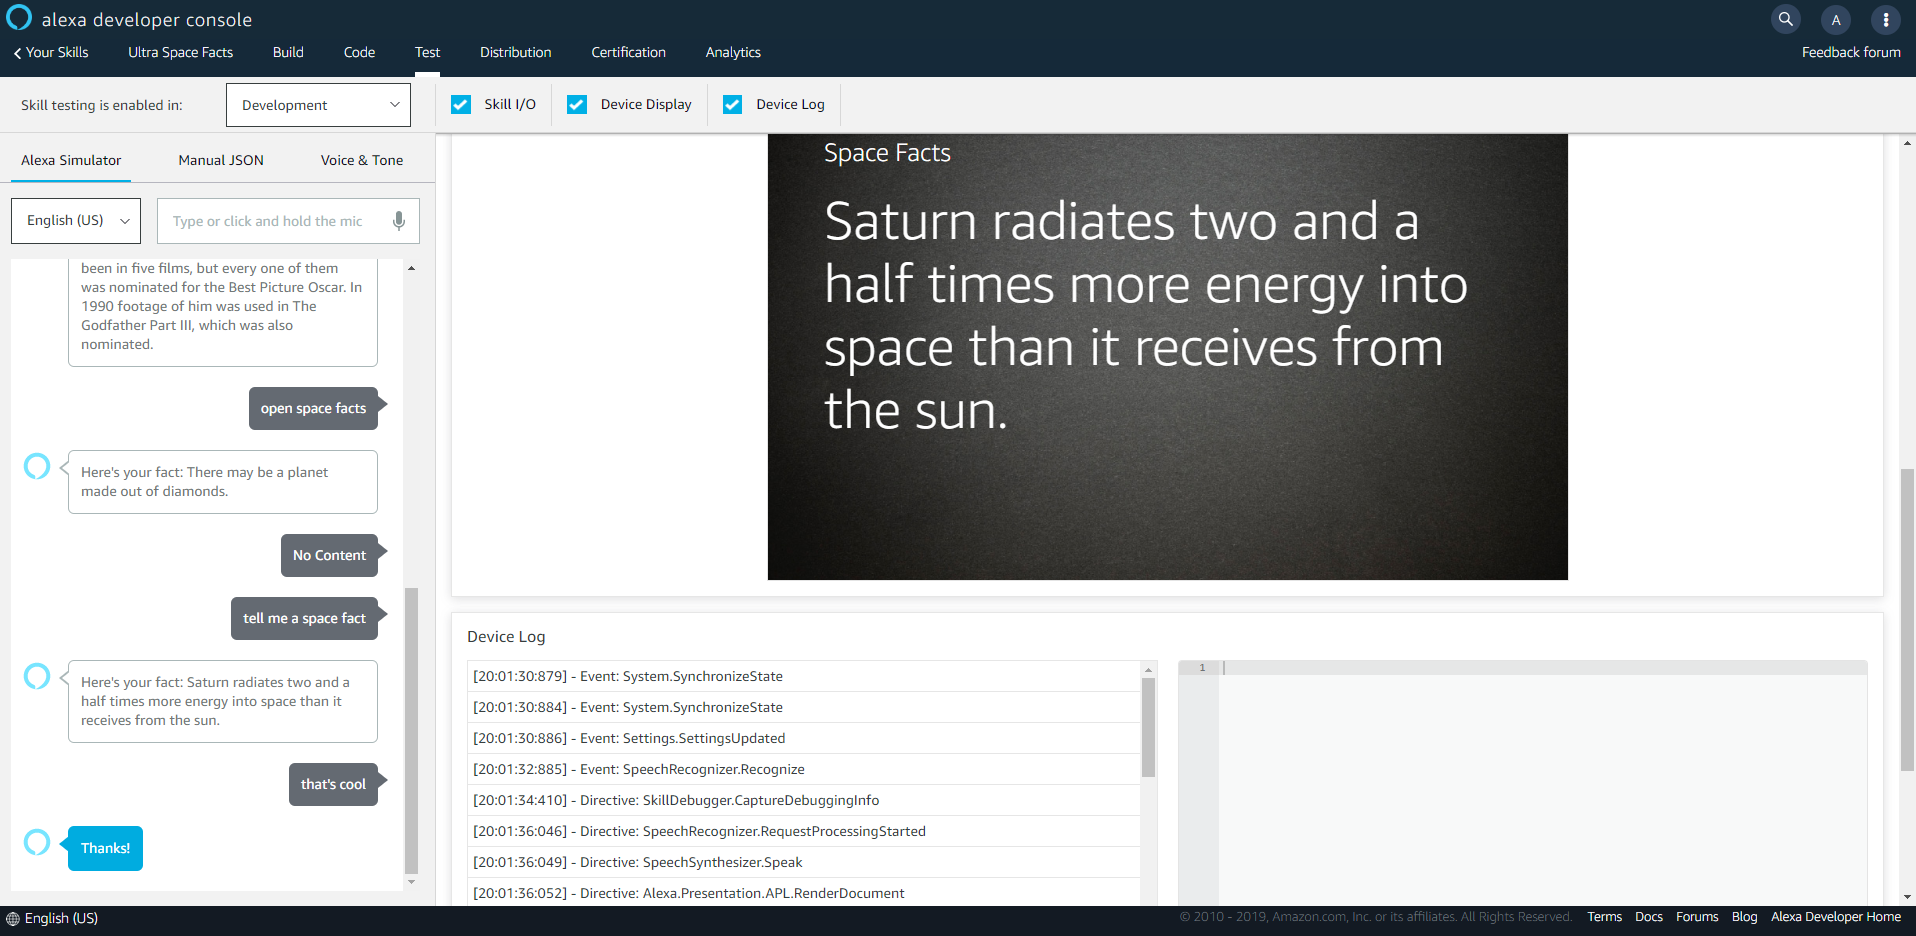 alexa developer console
A
Your Skills
Ultra Space Facts
Build
Code
Test
Distribution
Certification
Analytics
Feedback forum
Skill testing is enabled in:
Development
Skill I/O
Device Display
Device Log
Alexa Simulator
Manual JSON
Voice & Tone
English (US)
Type or click and hold the mic
been in five films, but every one of them
was nominated for the Best Picture Oscar. In
1990 footage of him was used in The
Godfather Part III, which was also
nominated.
open space facts
Here's your fact: There may be a planet
made out of diamonds.
No Content
tell me a space fact
Here's your fact: Saturn radiates two and a
half times more energy into space than it
receives from the sun.
that's cool
Thanks!
Space Facts
Saturn radiates two and a
half times more energy into
space than it receives from
the sun.
Device Log
[20:01:30:879] - Event: System.SynchronizeState
[20:01:30:884] - Event: System.SynchronizeState
[20:01:30:886] - Event: Settings.SettingsUpdated
[20:01:32:885] - Event: SpeechRecognizer.Recognize
[20:01:34:410] - Directive: SkillDebugger.CaptureDebuggingInfo
[20:01:36:046] - Directive: SpeechRecognizer.RequestProcessingStarted
[20:01:36:049] - Directive: SpeechSynthesizer.Speak
[20:01:36:052] - Directive: Alexa.Presentation.APL.RenderDocument
1
English (US)
© 2010 - 2019, Amazon.com, Inc. or its affiliates. All Rights Reserved.
Terms
Docs
Forums
Blog
Alexa Developer Home